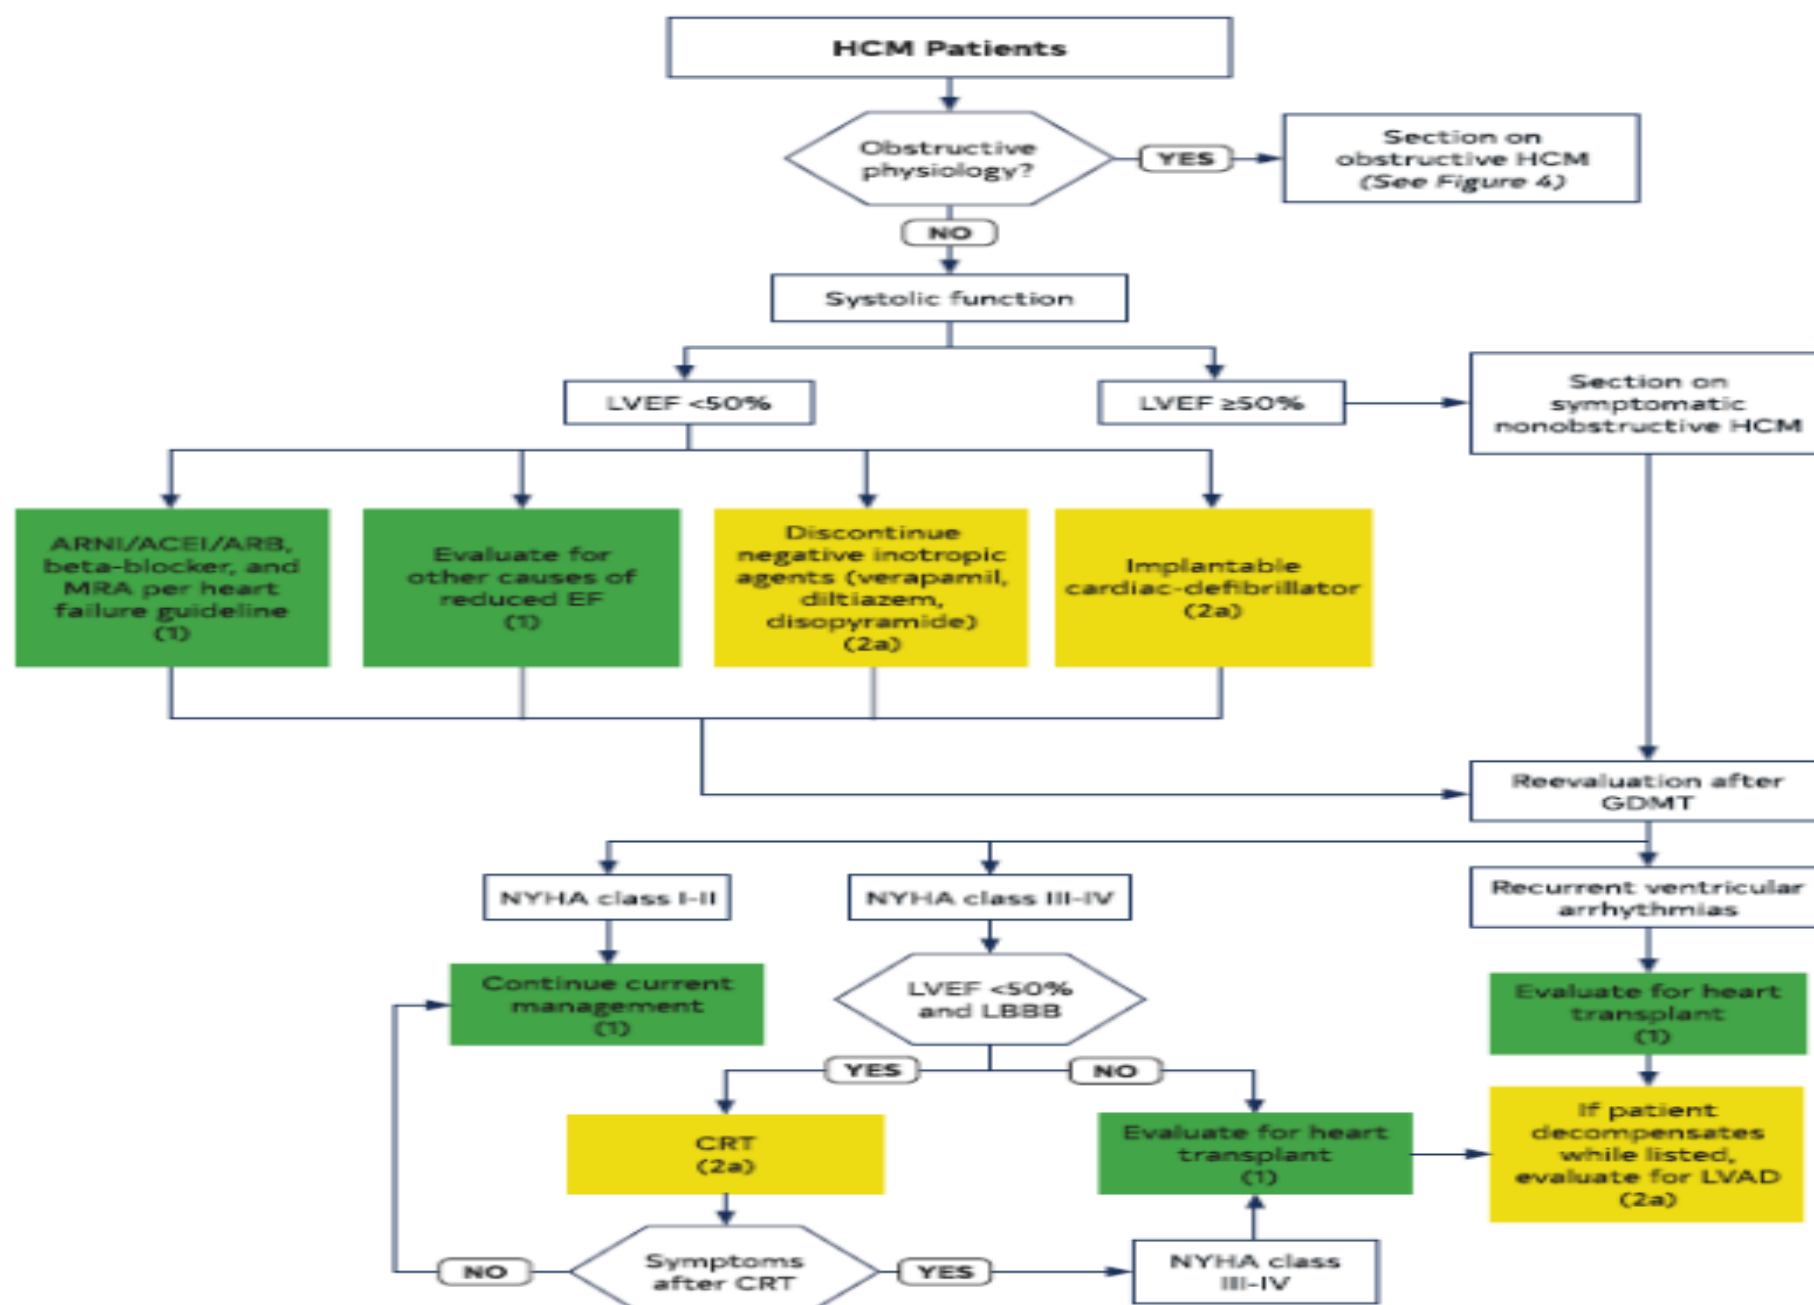 HCM Patients
Obstructive
physiology?
YES
Section on
obstructive HCM
(See Figure 4)
NO
Systolic function
LVEF <50%
LVEF ≥50%
Section on
symptomatic
nonobstructive HCM
ARNI/ACEI/ARB,
beta-blocker, and
MRA per heart
failure guideline
(1)
Evaluate for
other causes of
reduced EF
(1)
Discontinue
negative inotropic
agents (verapamil,
diltiazem,
disopyramide)
(2a)
Implantable
cardiac-defibrillator
(2a)
Reevaluation after
GDMT
NYHA class I-II
NYHA class III-IV
Recurrent ventricular
arrhythmias
Continue current
management
(1)
LVEF <50%
and LBBB
Evaluate for heart
transplant
(1)
YES
NO
CRT
(2a)
Evaluate for heart
transplant
(1)
If patient
decompensates
while listed,
evaluate for LVAD
(2a)
NO
Symptoms
after CRT
YES
NYHA class
III-IV